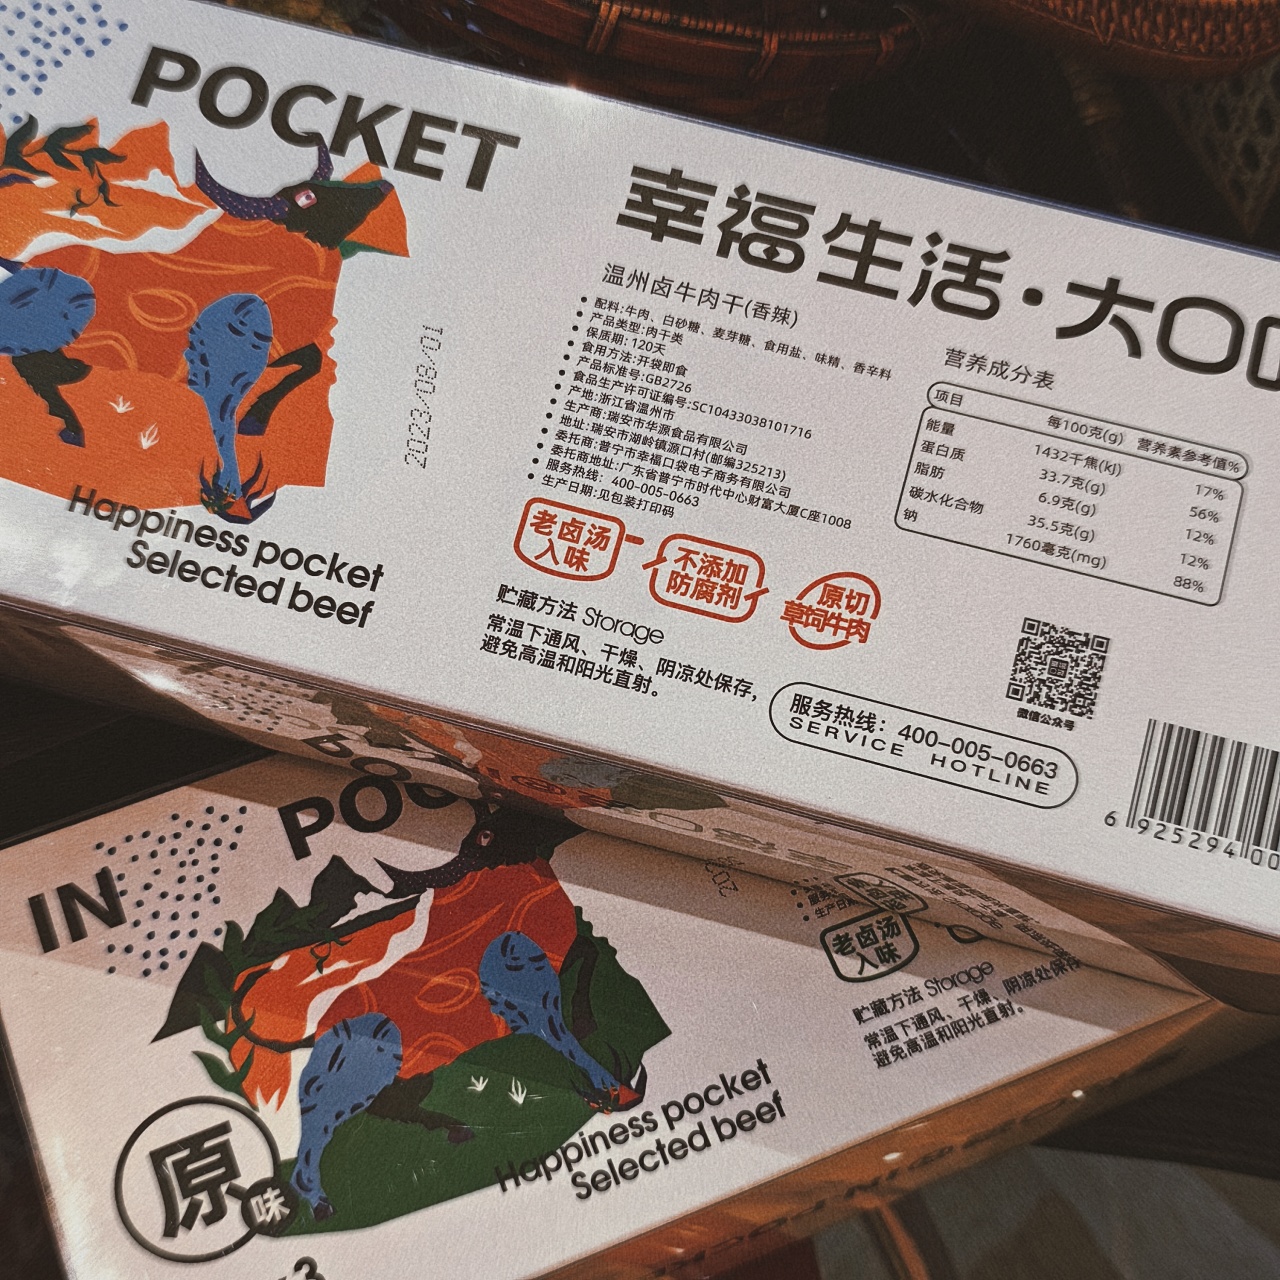 POCKET
幸福生活·大口
温州卤牛肉干(香辣)
配料:牛肉、白砂糖、麦芽糖、食用盐、味精、香辛料
产品类型:肉干类
保质期: 120天
食用方法:开袋即食
产品标准号:GB2726
食品生产许可证编号:SC10433038101716
产地:浙江省温州市
生产商:瑞安市华源食品有限公司
地址:瑞安市湖岭镇源口村(邮编325213)
委托商:普宁市幸福口袋电子商务有限公司
委托商地址:广东省普宁市时代中心财富大厦C座1008
服务热线: 400-005-0663
生产日期:见包装打印码
2023/08/01
营养成分表
项目 每100克(g) 营养素参考值%
能量 1432千焦(kJ) 17%
蛋白质 33.7克(g) 56%
脂肪 6.9克(g) 12%
碳水化合物 35.5克(g) 12%
钠 1760毫克(mg) 88%
Happiness pocket
Selected beef
老卤汤
入味
不添加
防腐剂
原切
草饲牛肉
贮藏方法 Storage
常温下通风、干燥、阴凉处保存,
避免高温和阳光直射。
服务热线: 400-005-0663
SERVICE HOTLINE
微信公众号
6 925294 00
IN
POC
老卤汤
入味
贮藏方法 Storage
常温下通风、干燥、阴凉处保存
避免高温和阳光直射。
Happiness pocket
Selected beef
原
味